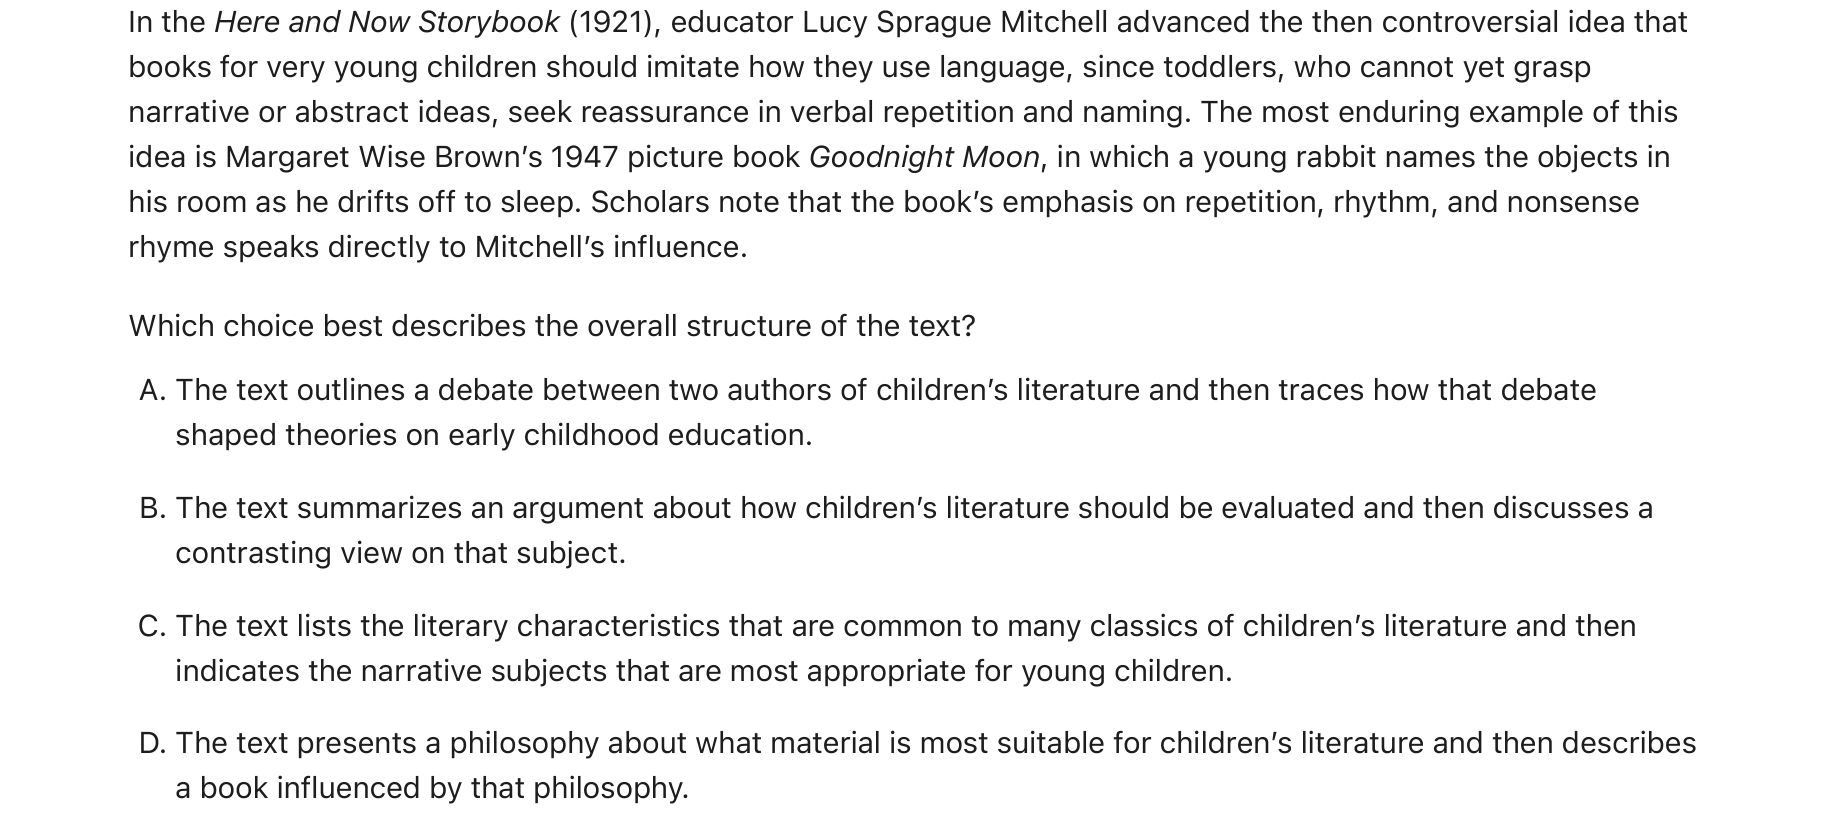 In the Here and Now Storybook (1921), educator Lucy Sprague Mitchell advanced the then controversial idea that
books for very young children should imitate how they use language, since toddlers, who cannot yet grasp
narrative or abstract ideas, seek reassurance in verbal repetition and naming. The most enduring example of this
idea is Margaret Wise Brown’s 1947 picture book Goodnight Moon, in which a young rabbit names the objects in
his room as he drifts off to sleep. Scholars note that the book’s emphasis on repetition, rhythm, and nonsense
rhyme speaks directly to Mitchell’s influence.
Which choice best describes the overall structure of the text?
A. The text outlines a debate between two authors of children’s literature and then traces how that debate
shaped theories on early childhood education.
B. The text summarizes an argument about how children’s literature should be evaluated and then discusses a
contrasting view on that subject.
C. The text lists the literary characteristics that are common to many classics of children’s literature and then
indicates the narrative subjects that are most appropriate for young children.
D. The text presents a philosophy about what material is most suitable for children’s literature and then describes
a book influenced by that philosophy.